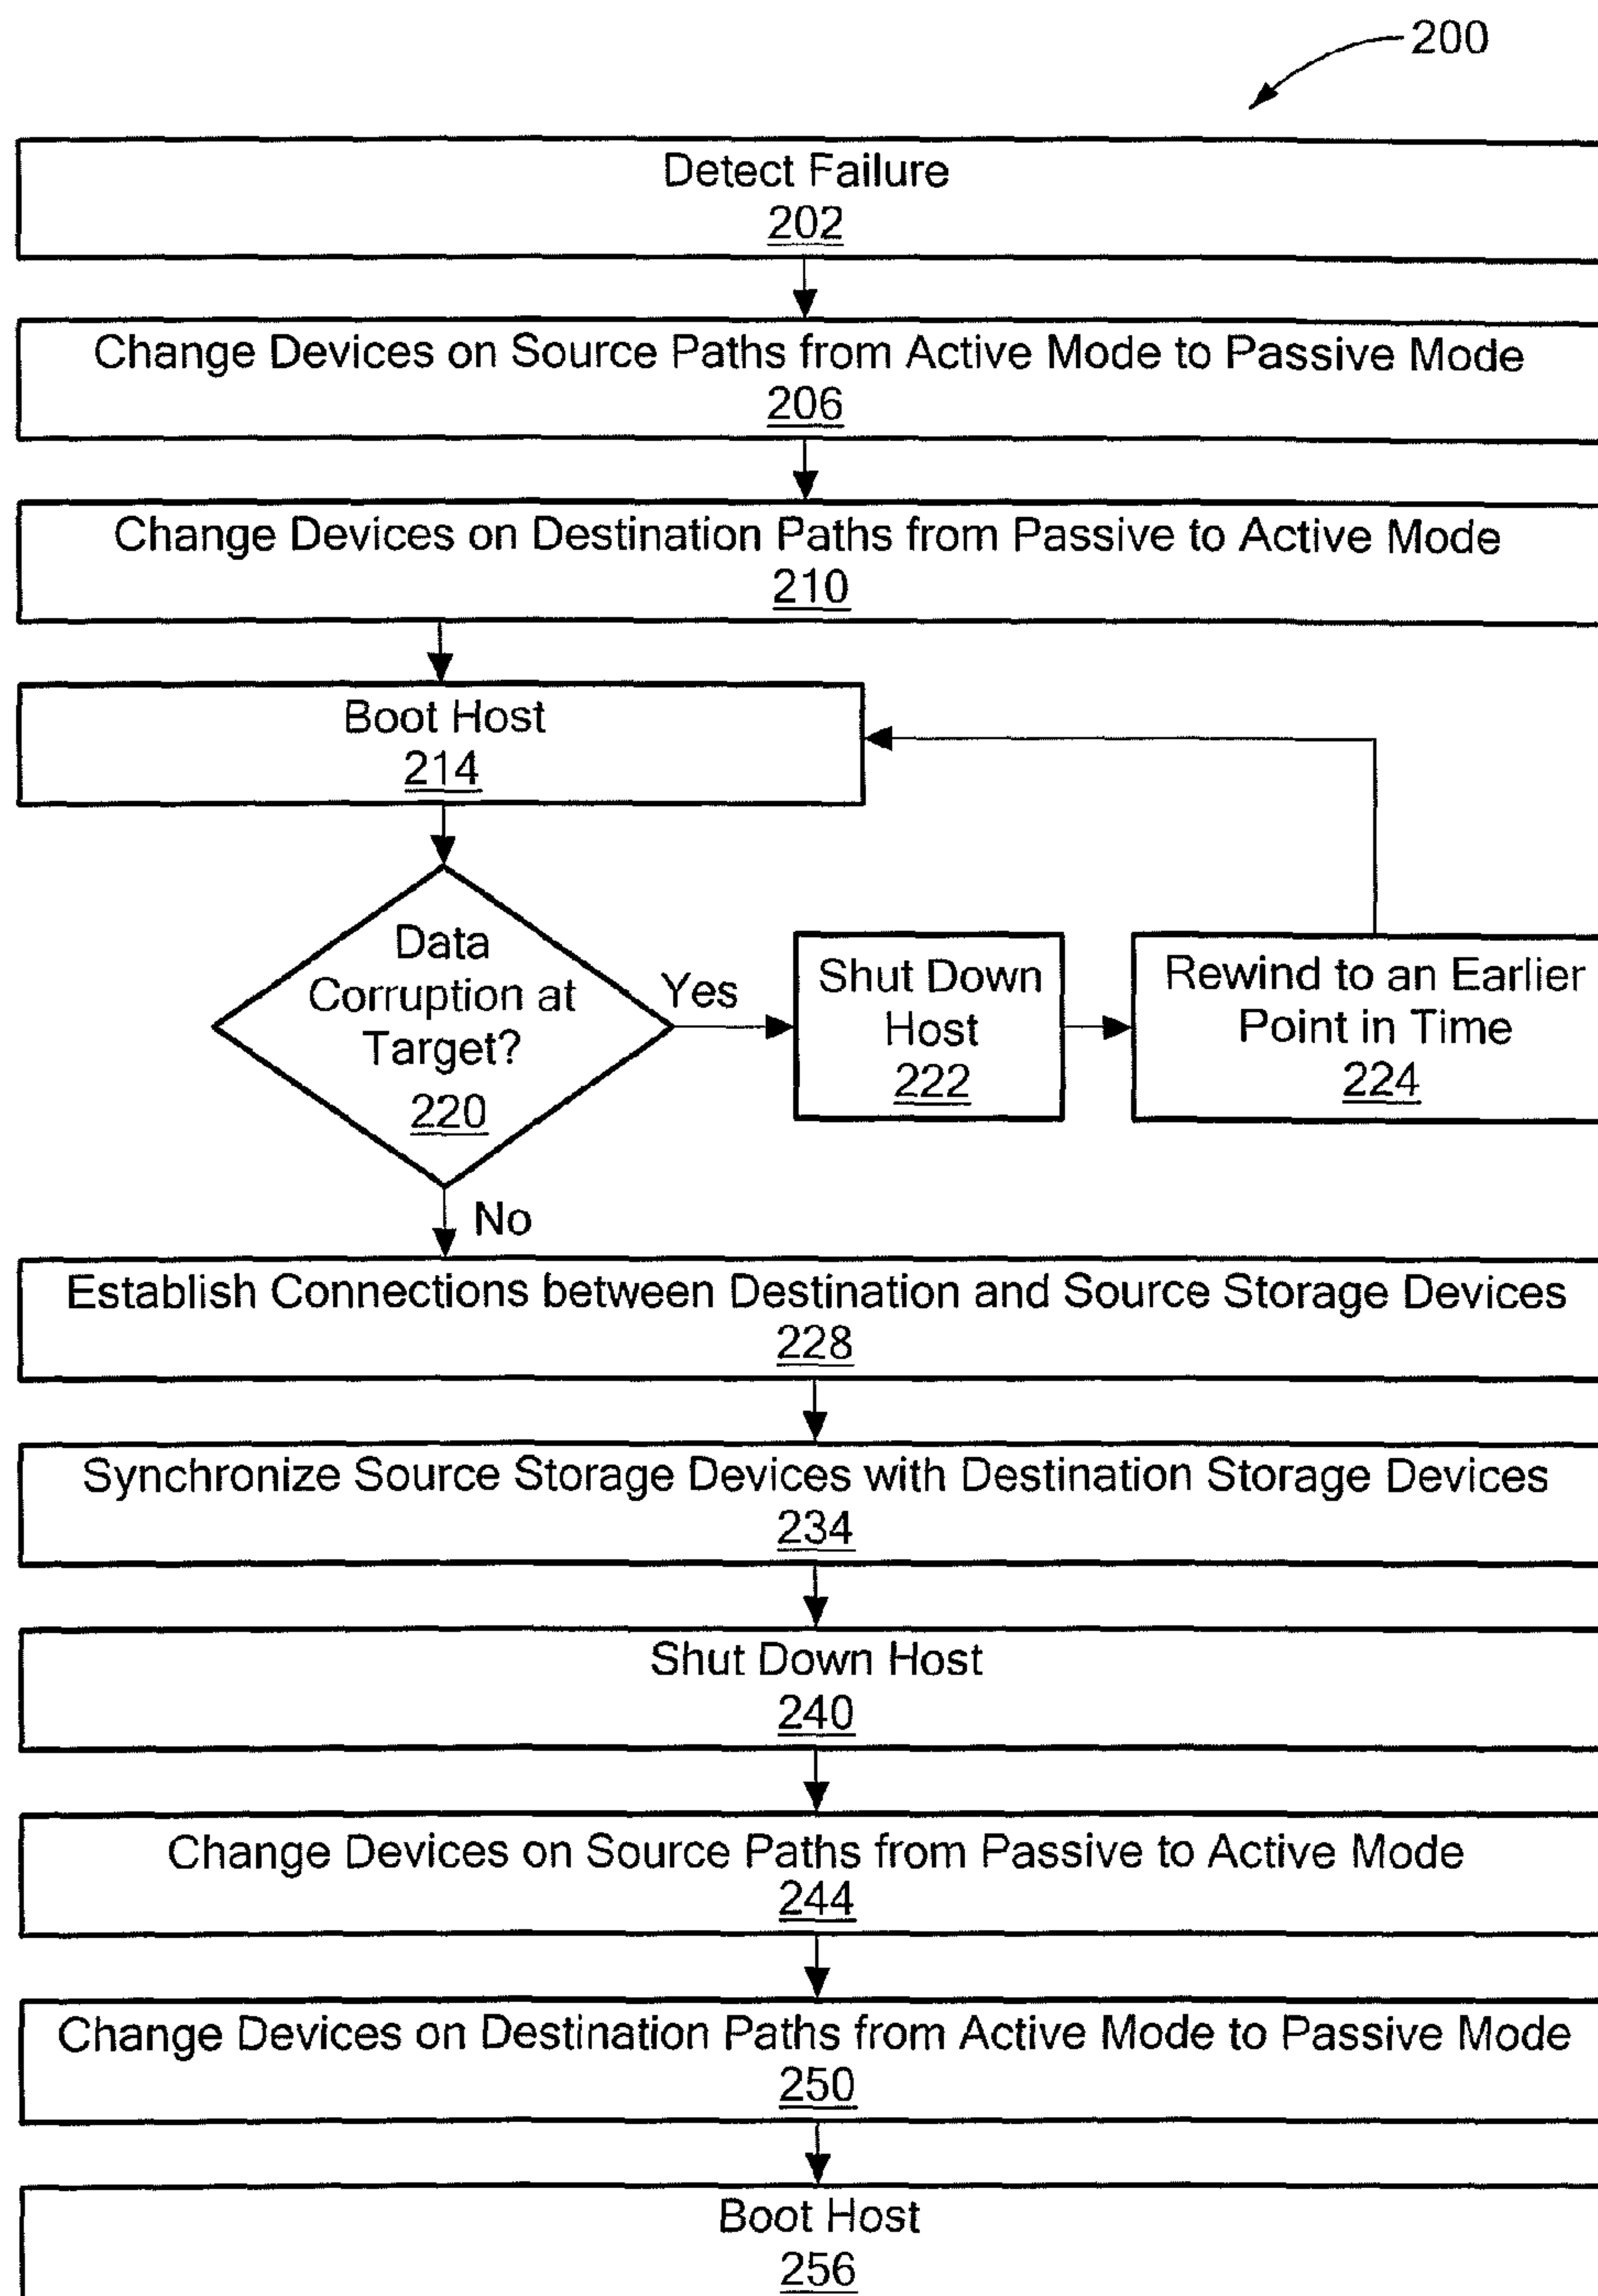 200
Detect Failure
202
Change Devices on Source Paths from Active Mode to Passive Mode
206
Change Devices on Destination Paths from Passive to Active Mode
210
Boot Host
214
Data
Corruption at
Target?
220
Yes
Shut Down
Host
222
Rewind to an Earlier
Point in Time
224
No
Establish Connections between Destination and Source Storage Devices
228
Synchronize Source Storage Devices with Destination Storage Devices
234
Shut Down Host
240
Change Devices on Source Paths from Passive to Active Mode
244
Change Devices on Destination Paths from Active Mode to Passive Mode
250
Boot Host
256